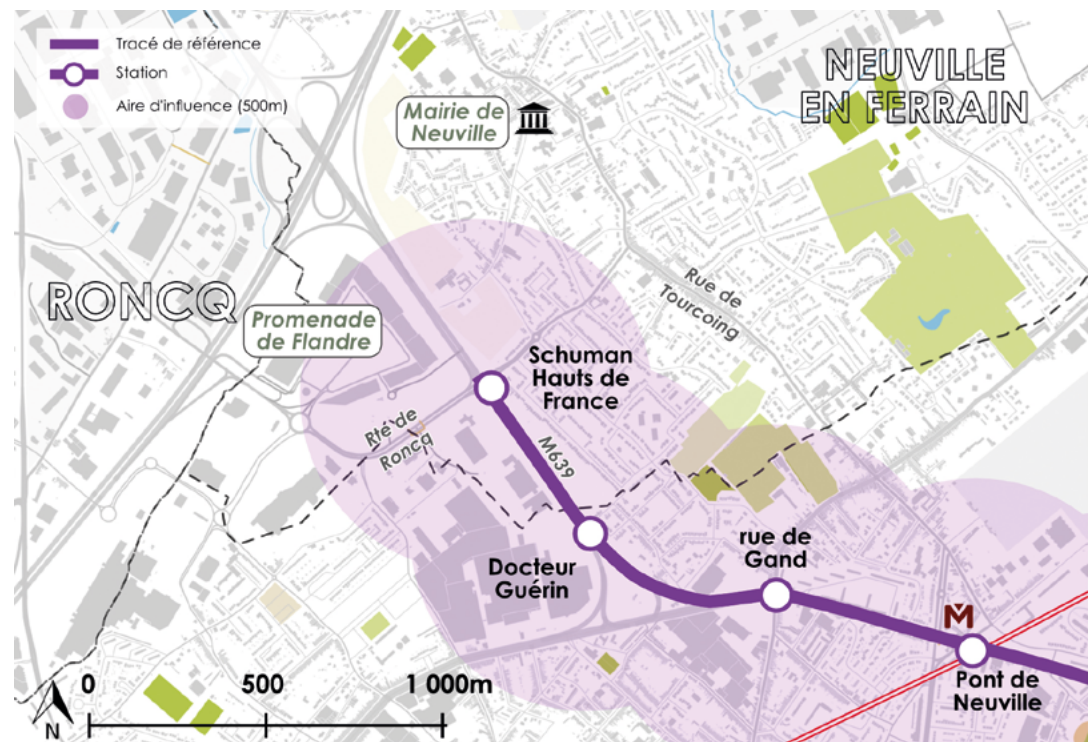 Tracé de référence
Station
Aire d'influence (500m)
NEUVILLE
EN FERRAIN
Mairie de
Neuville
RONCQ
Promenade
de Flandre
Rue de
Tourcoing
Schuman
Hauts de
France
Rté de
Roncq
M639
Docteur
Guérin
rue de
Gand
M
Pont de
Neuville
0 500 1 000m
N